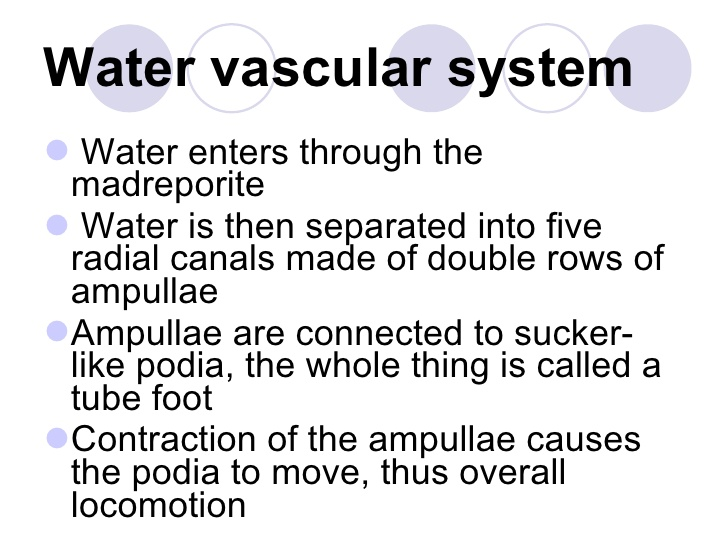 Water vascular system
Water enters through the
madreporite
Water is then separated into five
radial canals made of double rows of
ampullae
Ampullae are connected to sucker-
like podia, the whole thing is called a
tube foot
Contraction of the ampullae causes
the podia to move, thus overall
locomotion